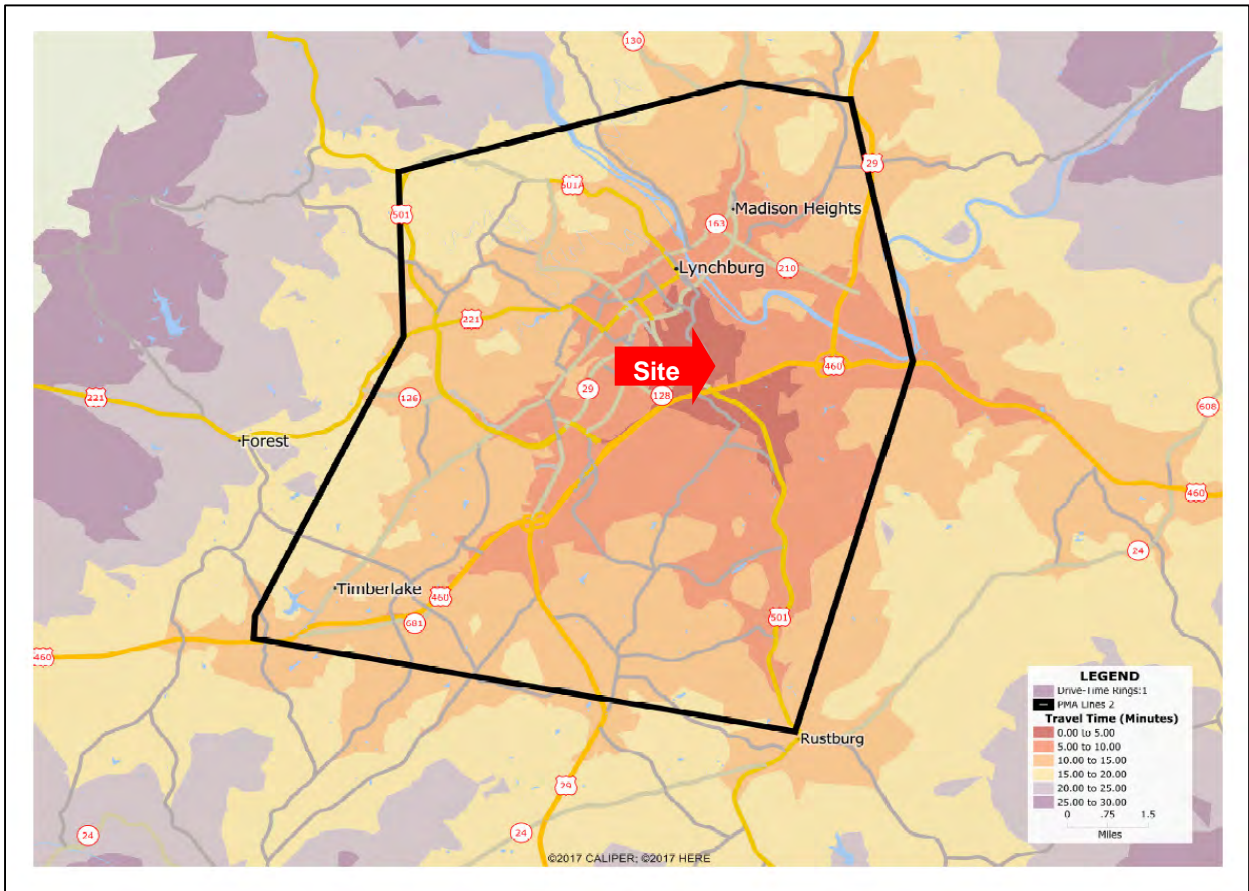 130
29
501A
501
Madison Heights
163
Lynchburg
210
221
Site
460
29
128
221
126
608
Forest
460
24
Timberlake
460
681
501
460
Rustburg
29
24
24
LEGEND
Drive-Time Rings:1
PMA Lines 2
Travel Time (Minutes)
0.00 to 5.00
5.00 to 10.00
10.00 to 15.00
15.00 to 20.00
20.00 to 25.00
25.00 to 30.00
0 .75 1.5
Miles
©2017 CALIPER; ©2017 HERE